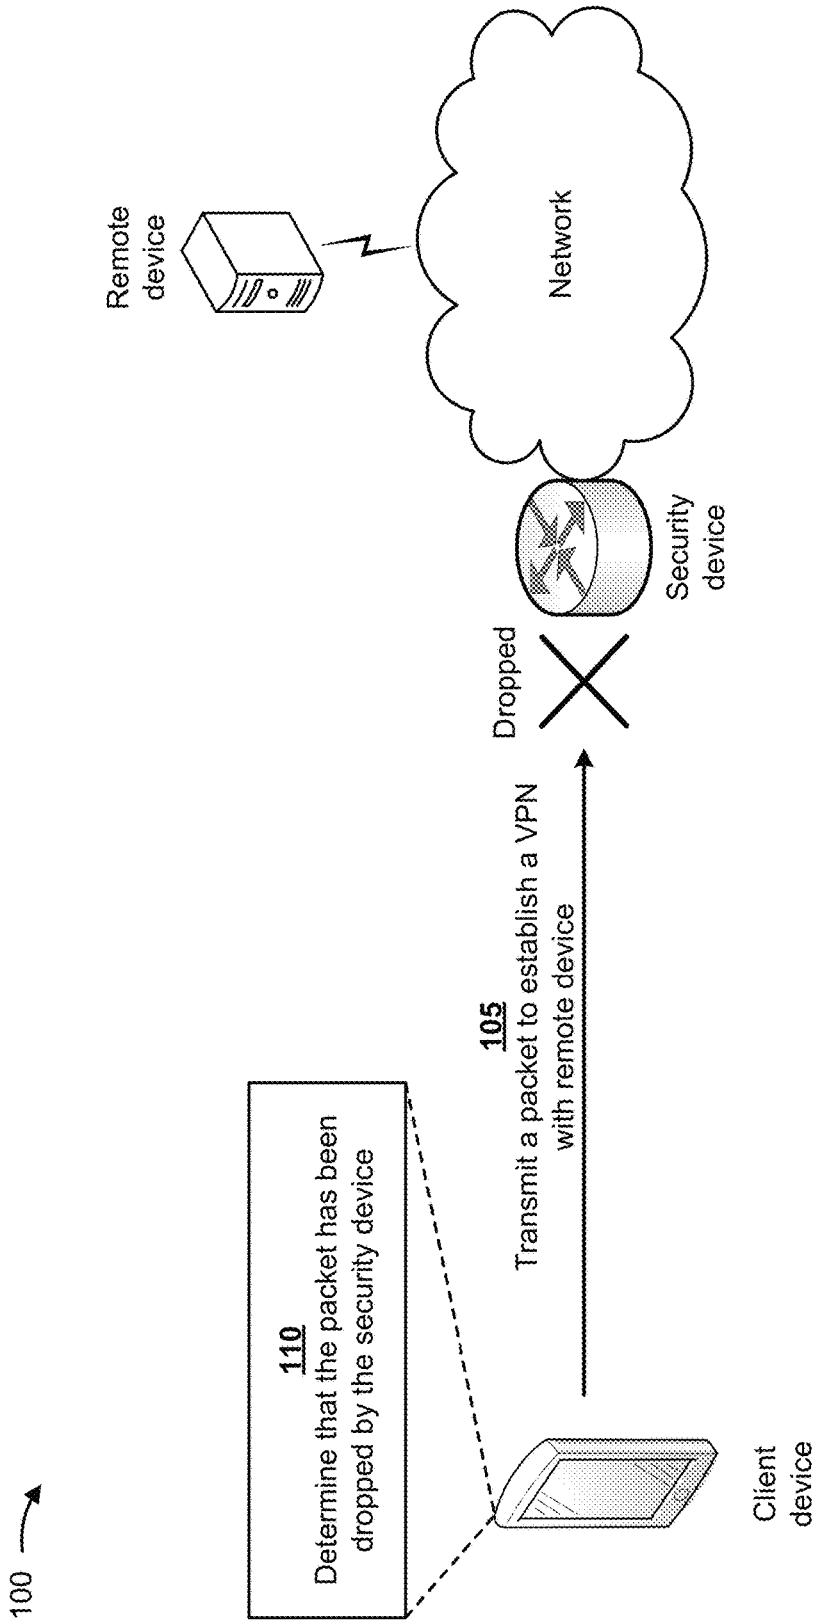 100
110
Determine that the packet has been
dropped by the security device
105
Transmit a packet to establish a VPN
with remote device
Dropped
Remote
device
Network
Security
device
Client
device